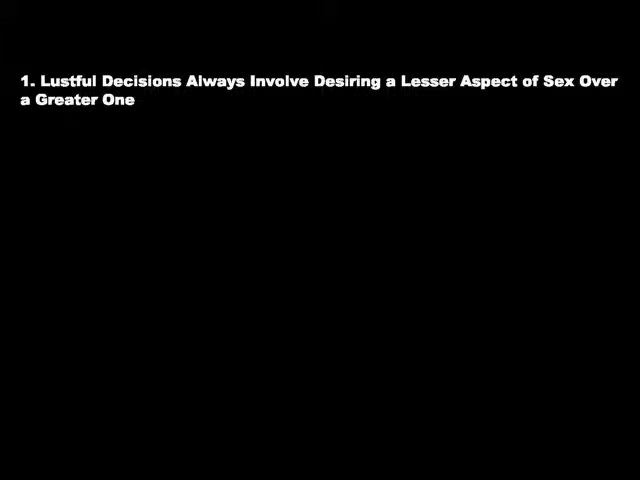 1. Lustful Decisions Always Involve Desiring a Lesser Aspect of Sex Over
a Greater One